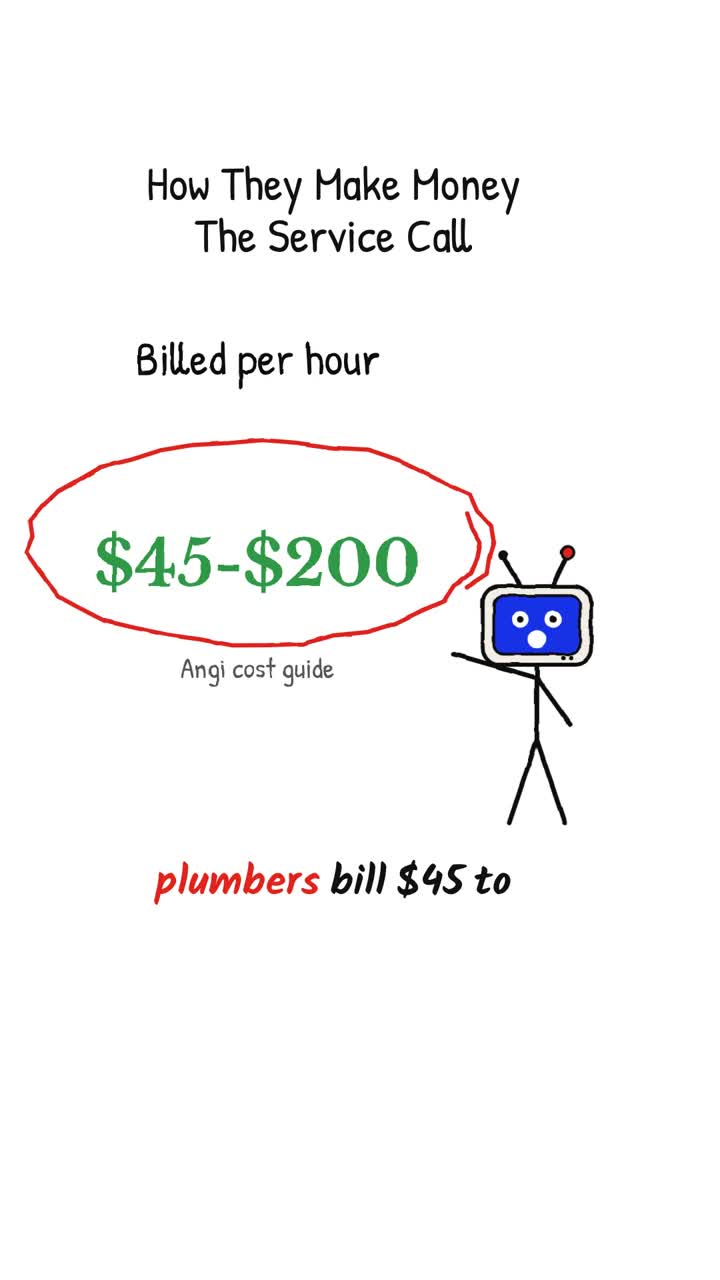 How They Make Money
The Service Call
Billed per hour
$45-$200
Angi cost guide
plumbers bill $45 to